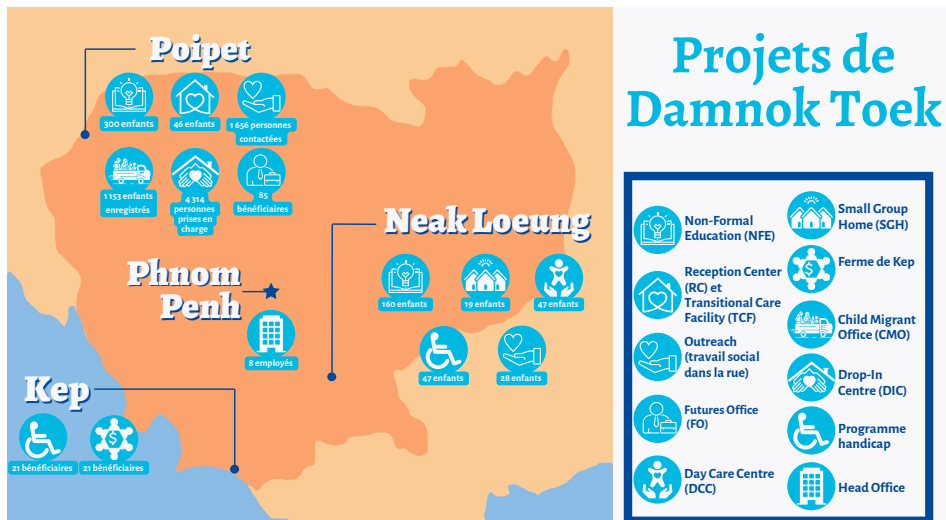 Poipet
300 enfants
46 enfants
1 656 personnes
contactées
1 153 enfants
enregistrés
4 314
personnes
prises en
charge
85
bénéficiaires
Neak Loeung
160 enfants
19 enfants
47 enfants
47 enfants
28 enfants
Phnom
Penh
8 employés
Kep
21 bénéficiaires
21 bénéficiaires
Projets de
Damnok Toek
Non-Formal
Education (NFE)
Reception Center
(RC) et
Transitional Care
Facility (TCF)
Outreach
(travail social
dans la rue)
Futures Office
(FO)
Day Care Centre
(DCC)
Small Group
Home (SGH)
Ferme de Kep
Child Migrant
Office (CMO)
Drop-In
Centre (DIC)
Programme
handicap
Head Office